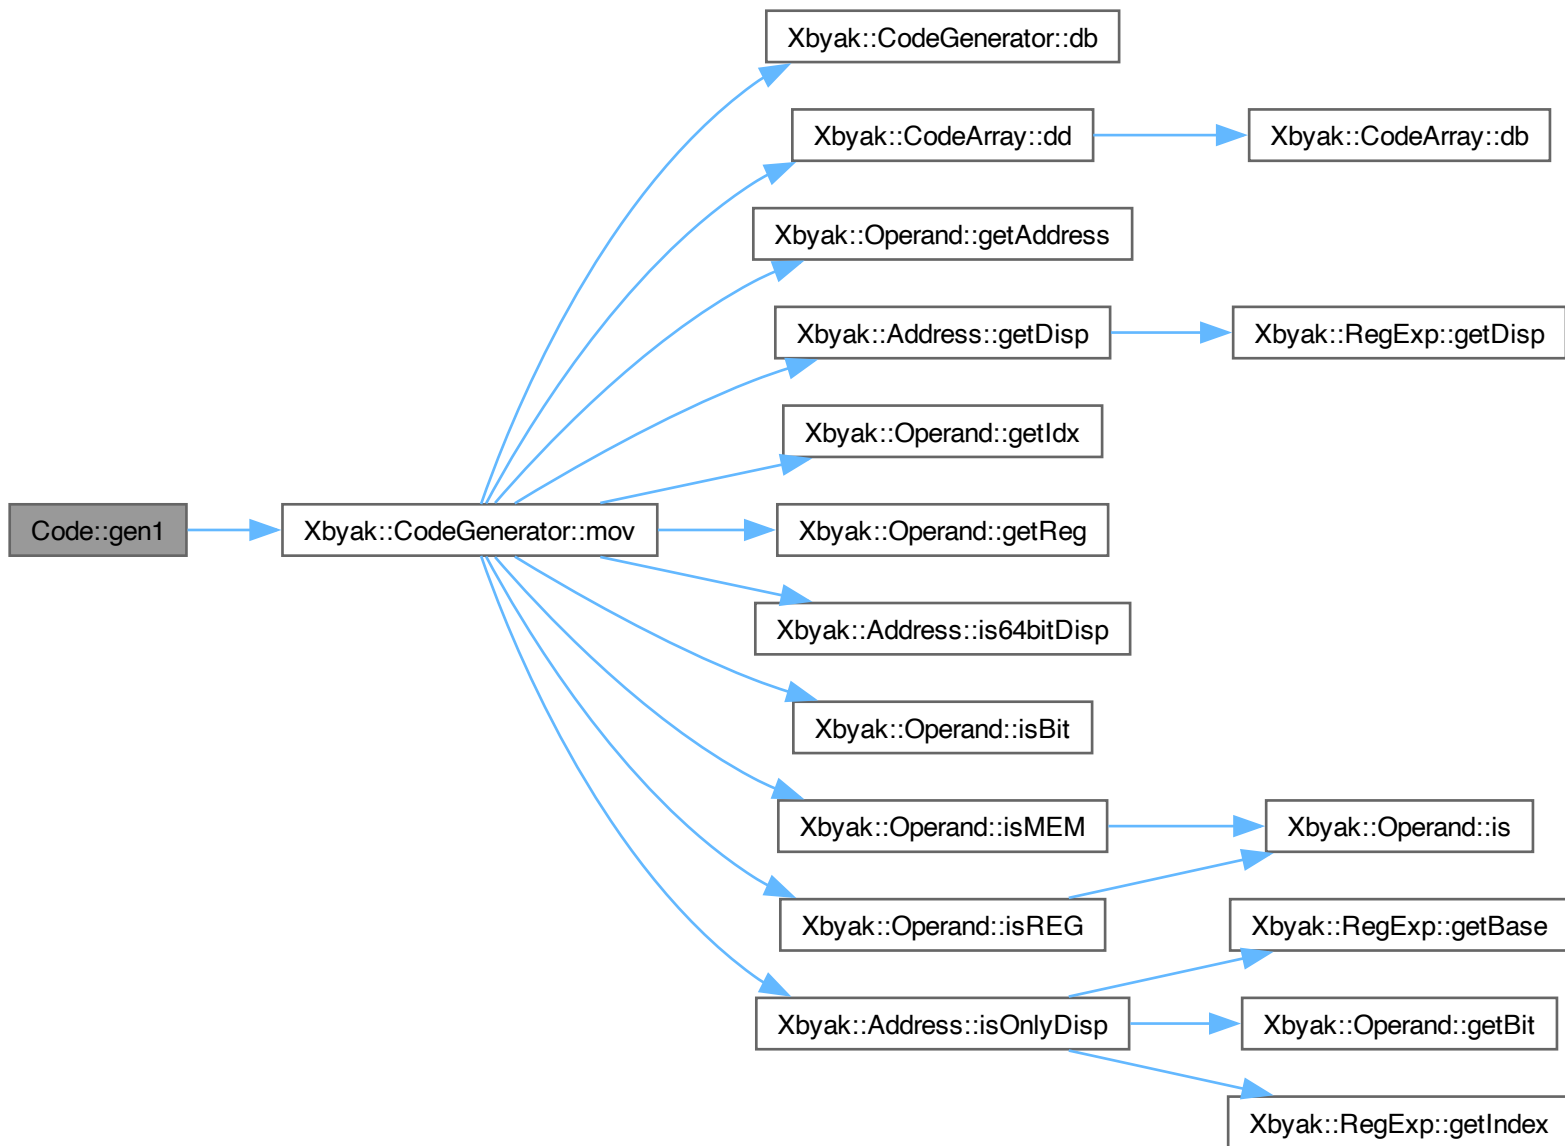 Xbyak::CodeGenerator::db
Xbyak::CodeArray::dd
Xbyak::CodeArray::db
Xbyak::Operand::getAddress
Xbyak::Address::getDisp
Xbyak::RegExp::getDisp
Xbyak::Operand::getIdx
Code::gen1
Xbyak::CodeGenerator::mov
Xbyak::Operand::getReg
Xbyak::Address::is64bitDisp
Xbyak::Operand::isBit
Xbyak::Operand::isMEM
Xbyak::Operand::is
Xbyak::Operand::isREG
Xbyak::RegExp::getBase
Xbyak::Address::isOnlyDisp
Xbyak::Operand::getBit
Xbyak::RegExp::getIndex